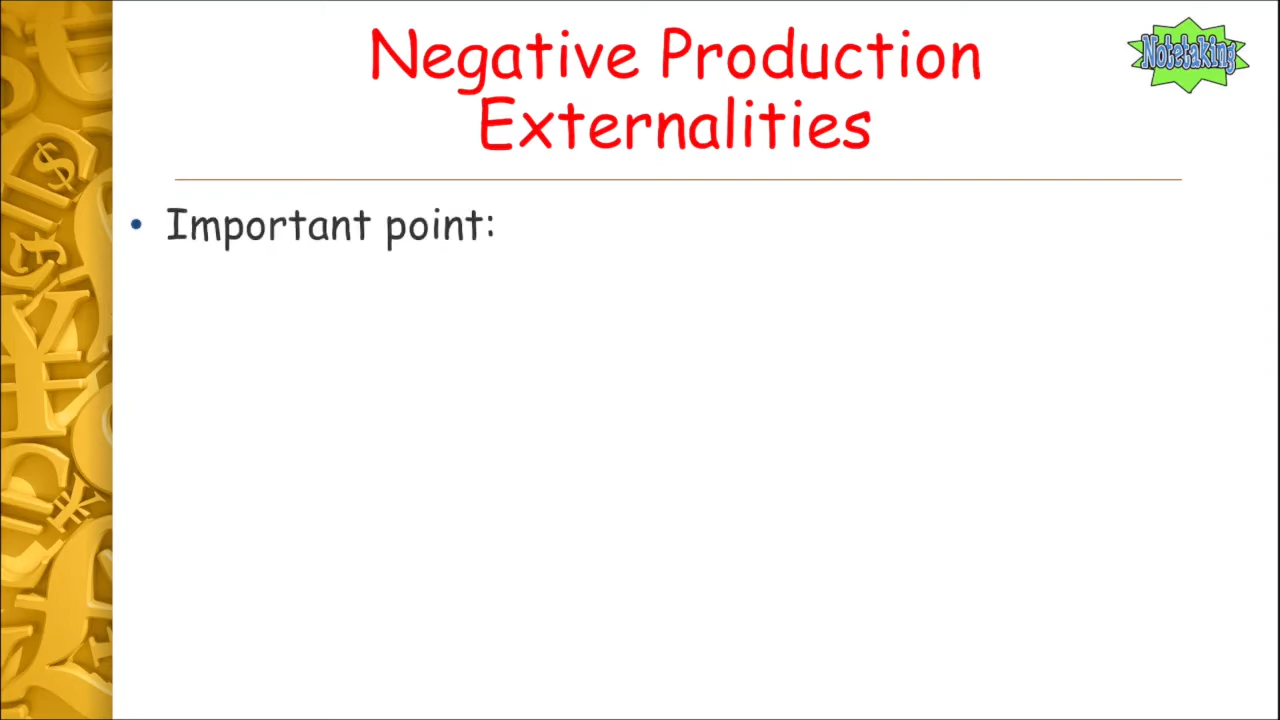 Negative Production
Externalities
Notetaking
• Important point: